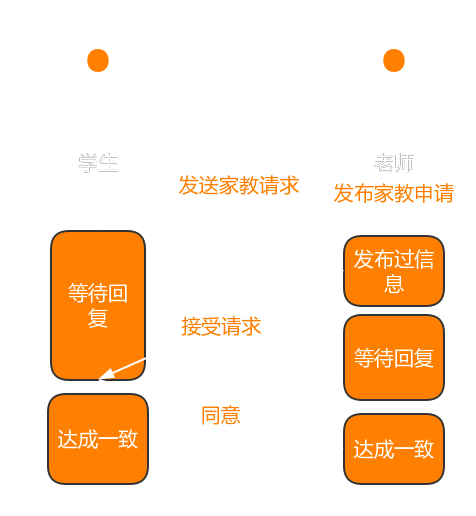 学生
老师
发送家教请求
发布家教申请
等待回
复
发布过信
息
接受请求
等待回复
同意
达成一致
达成一致